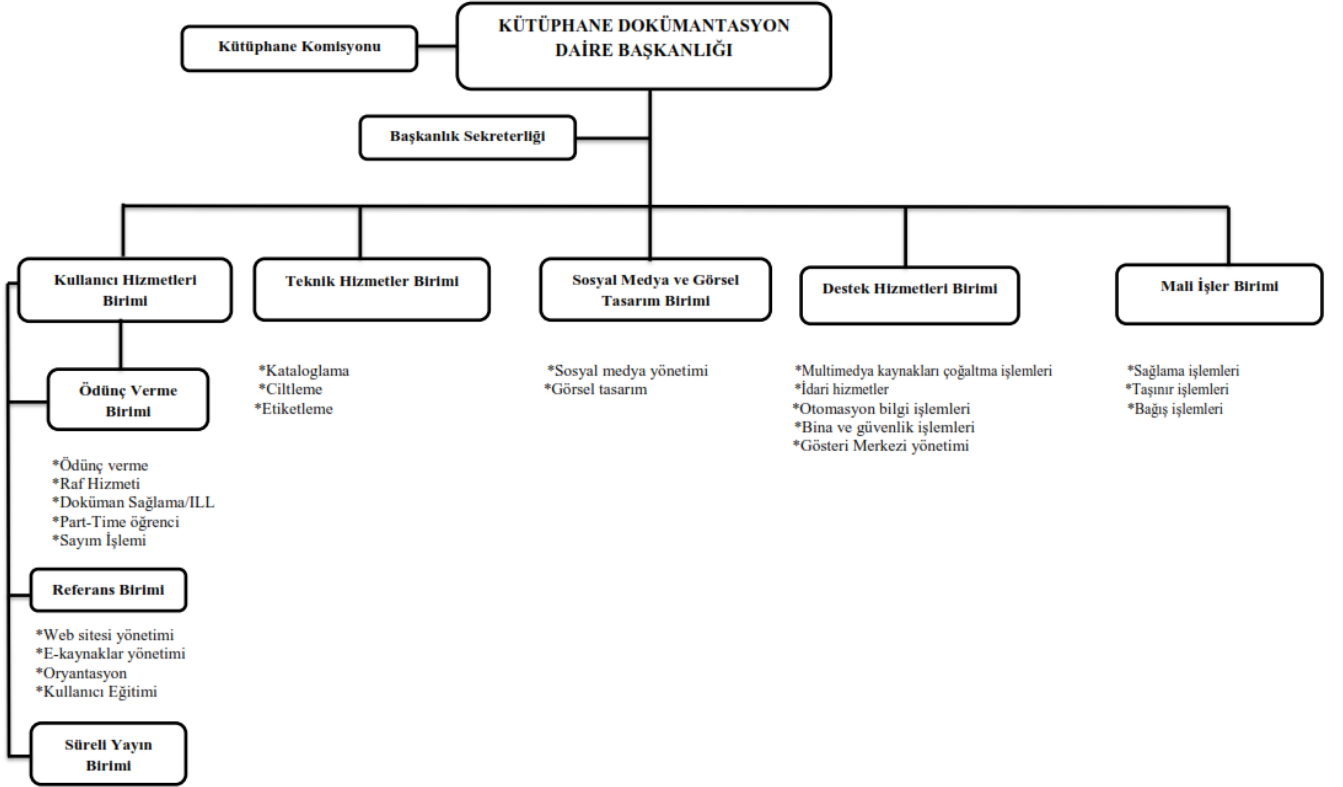 KÜTÜPHANE DOKÜMANTASYON
DAİRE BAŞKANLIĞI
Kütüphane Komisyonu
Başkanlık Sekreterliği
Kullanıcı Hizmetleri
Birimi
Teknik Hizmetler Birimi
Sosyal Medya ve Görsel
Tasarım Birimi
Destek Hizmetleri Birimi
Mali İşler Birimi
Ödünç Verme
Birimi
*Ödünç verme
*Raf Hizmeti
*Doküman Sağlama/ILL
*Part-Time öğrenci
*Sayım İşlemi
Referans Birimi
*Web sitesi yönetimi
*E-kaynaklar yönetimi
*Oryantasyon
*Kullanıcı Eğitimi
Süreli Yayın
Birimi
*Kataloglama
*Ciltleme
*Etiketleme
*Sosyal medya yönetimi
*Görsel tasarım
*Multimedya kaynakları çoğaltma işlemleri
*İdari hizmetler
*Otomasyon bilgi işlemleri
*Bina ve güvenlik işlemleri
*Gösteri Merkezi yönetimi
*Sağlama işlemleri
*Taşınır işlemleri
*Bağış işlemleri